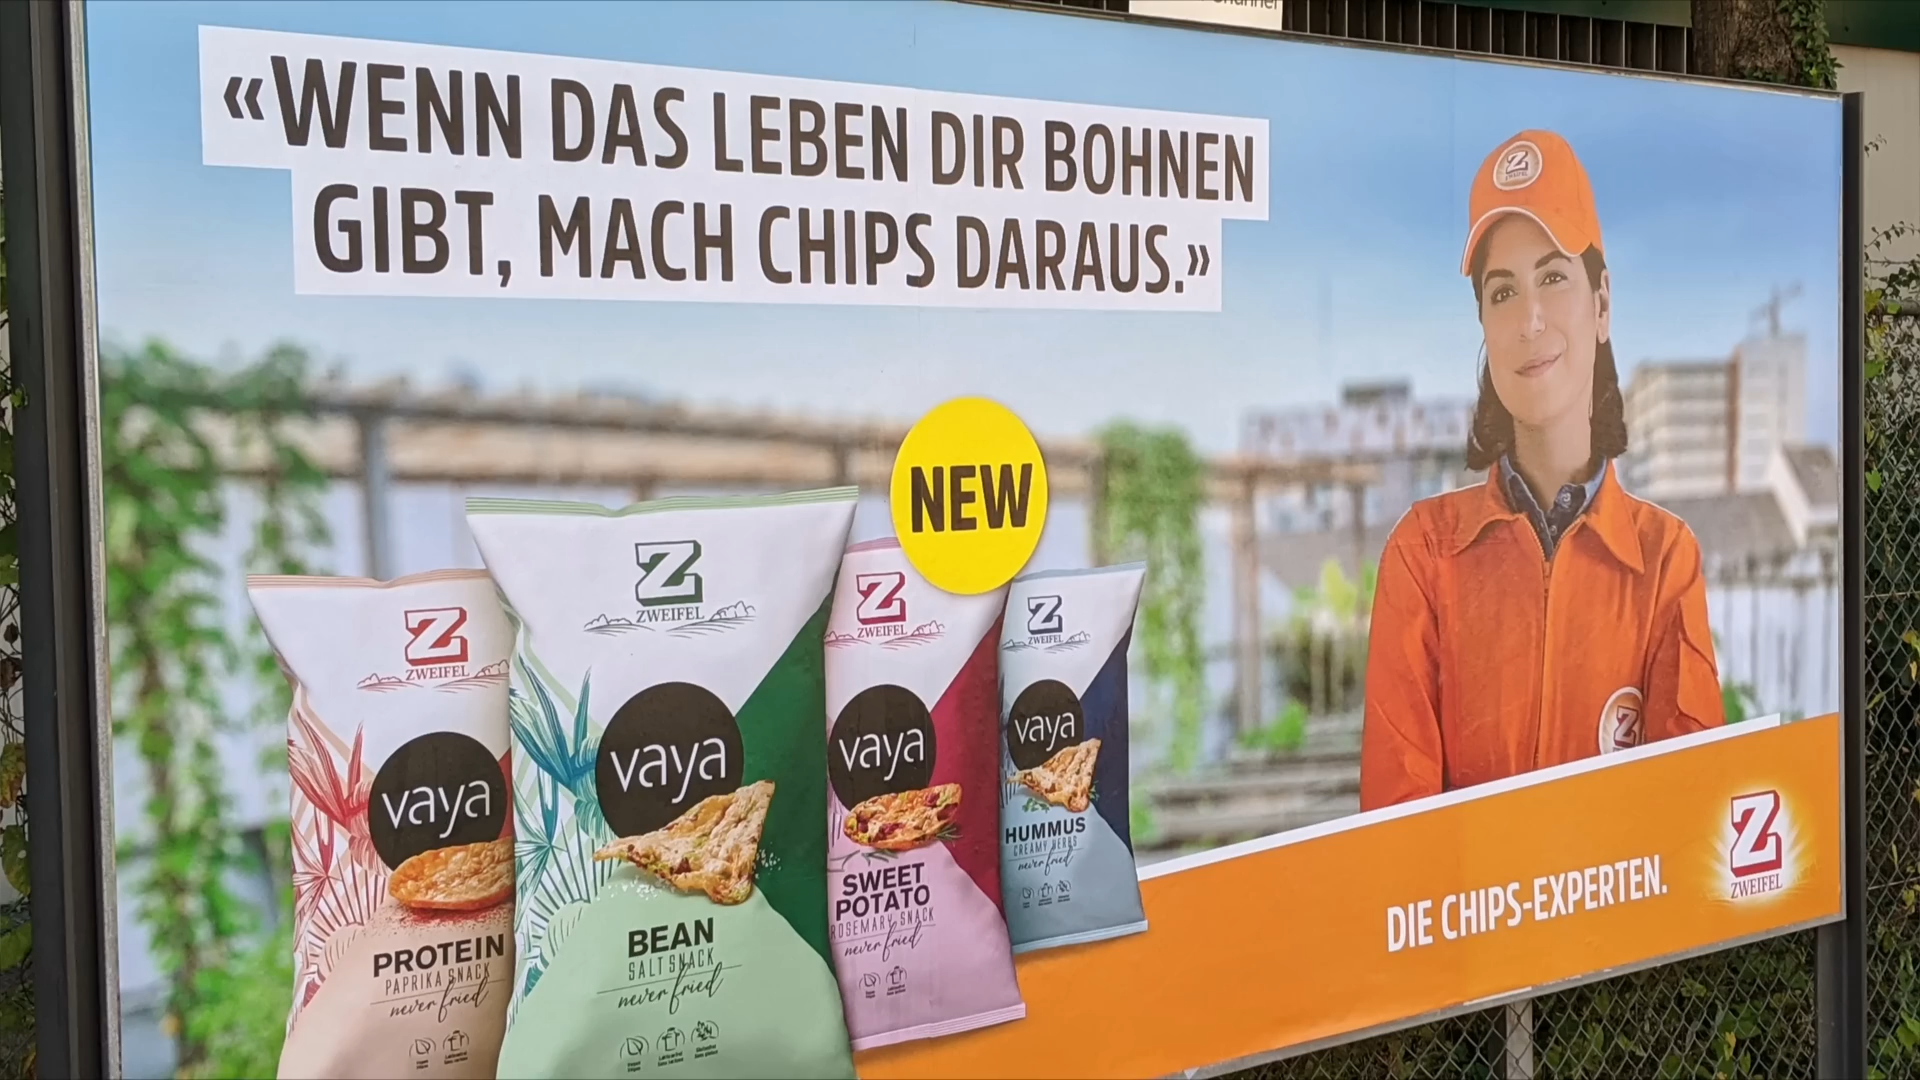 «WENN DAS LEBEN DIR BOHNEN
GIBT, MACH CHIPS DARAUS.»
NEW
Z
ZWEIFEL
vaya
PROTEIN
PAPRIKA SNACK
never fried
Z
ZWEIFEL
vaya
BEAN
SALT SNACK
never fried
Z
ZWEIFEL
vaya
SWEET
POTATO
ROSEMARY SNACK
never fried
Z
ZWEIFEL
vaya
HUMMUS
CREAMY HERBS
never fried
Z
ZWEIFEL
Z
DIE CHIPS-EXPERTEN.
Z
ZWEIFEL